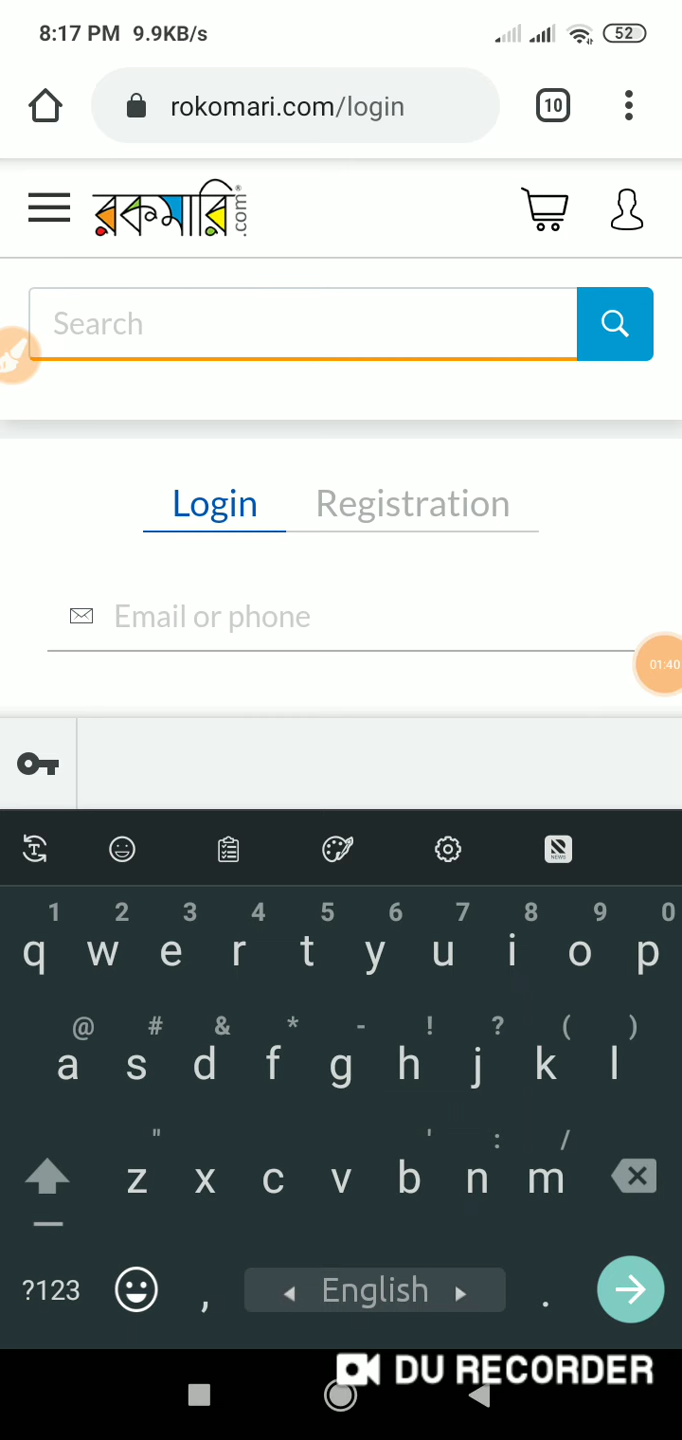 8:17 PM 9.9KB/s 52
rokomari.com/login 10
রকমারি.com
Search
Login Registration
Email or phone
01:40
NEWS
1 2 3 4 5 6 7 8 9 0
q w e r t y u i o p
@ # & * - ! ? ( )
a s d f g h j k l
" ' : /
z x c v b n m
?123 , English .
DU RECORDER